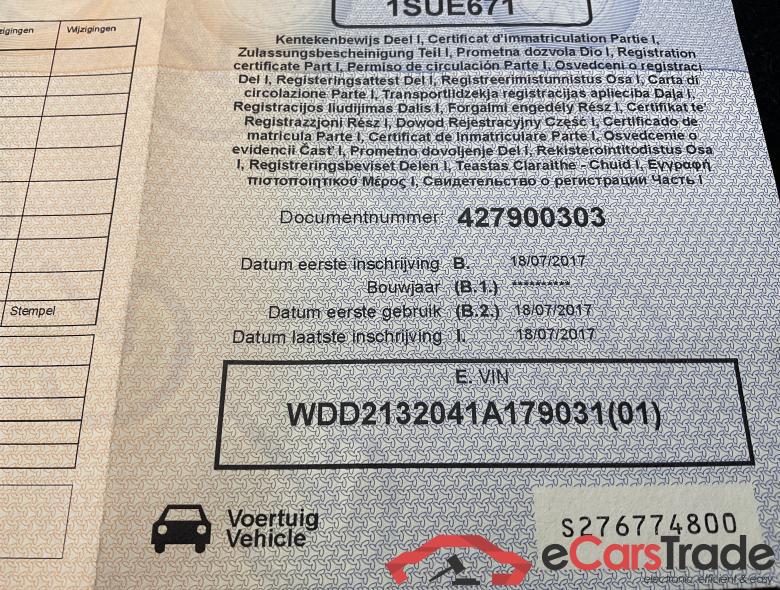 1SUE671
zigingen
Wijzigingen
Kentekenbewijs Deel I, Certificat d'immatriculation Partie I,
Zulassungsbescheinigung Teil I, Prometna dozvola Dio I, Registration
certificate Part I, Permiso de circulación Parte I, Osvedceni o registraci
Del I, Registeringsattest Del I, Registreerimistunnistus Osa I, Carta di
circolazione Parte I, Transportlidzekja registracijas apliecība Daļa I,
Registracijos liudijimas Dalis I, Forgalmi engedély Rész I, Certifikat te'
Registrazzjoni Rész I, Dowod Rejestracyjny Część I, Certificado de
matricula Parte I, Certificat de Inmatriculare Parte I, Osvedcenie o
evidencii Časť I, Prometno dovoljenje Del I, Rekisteröintitodistus Osa
I, Registreringsbeviset Delen I, Teastas Claraithe - Chuid I, Εγγραφή
πιστοποιητικού Μέρος I, Свидетельство о регистрации Часть I
Documentnummer 427900303
Datum eerste inschrijving B. 18/07/2017
Bouwjaar (B.1.) **********
Datum eerste gebruik (B.2.) 18/07/2017
Datum laatste inschrijving I. 18/07/2017
Stempel
E. VIN
WDD2132041A179031(01)
Voertuig
Vehicle
S276774800
eCarsTrade
electronic, efficient & easy